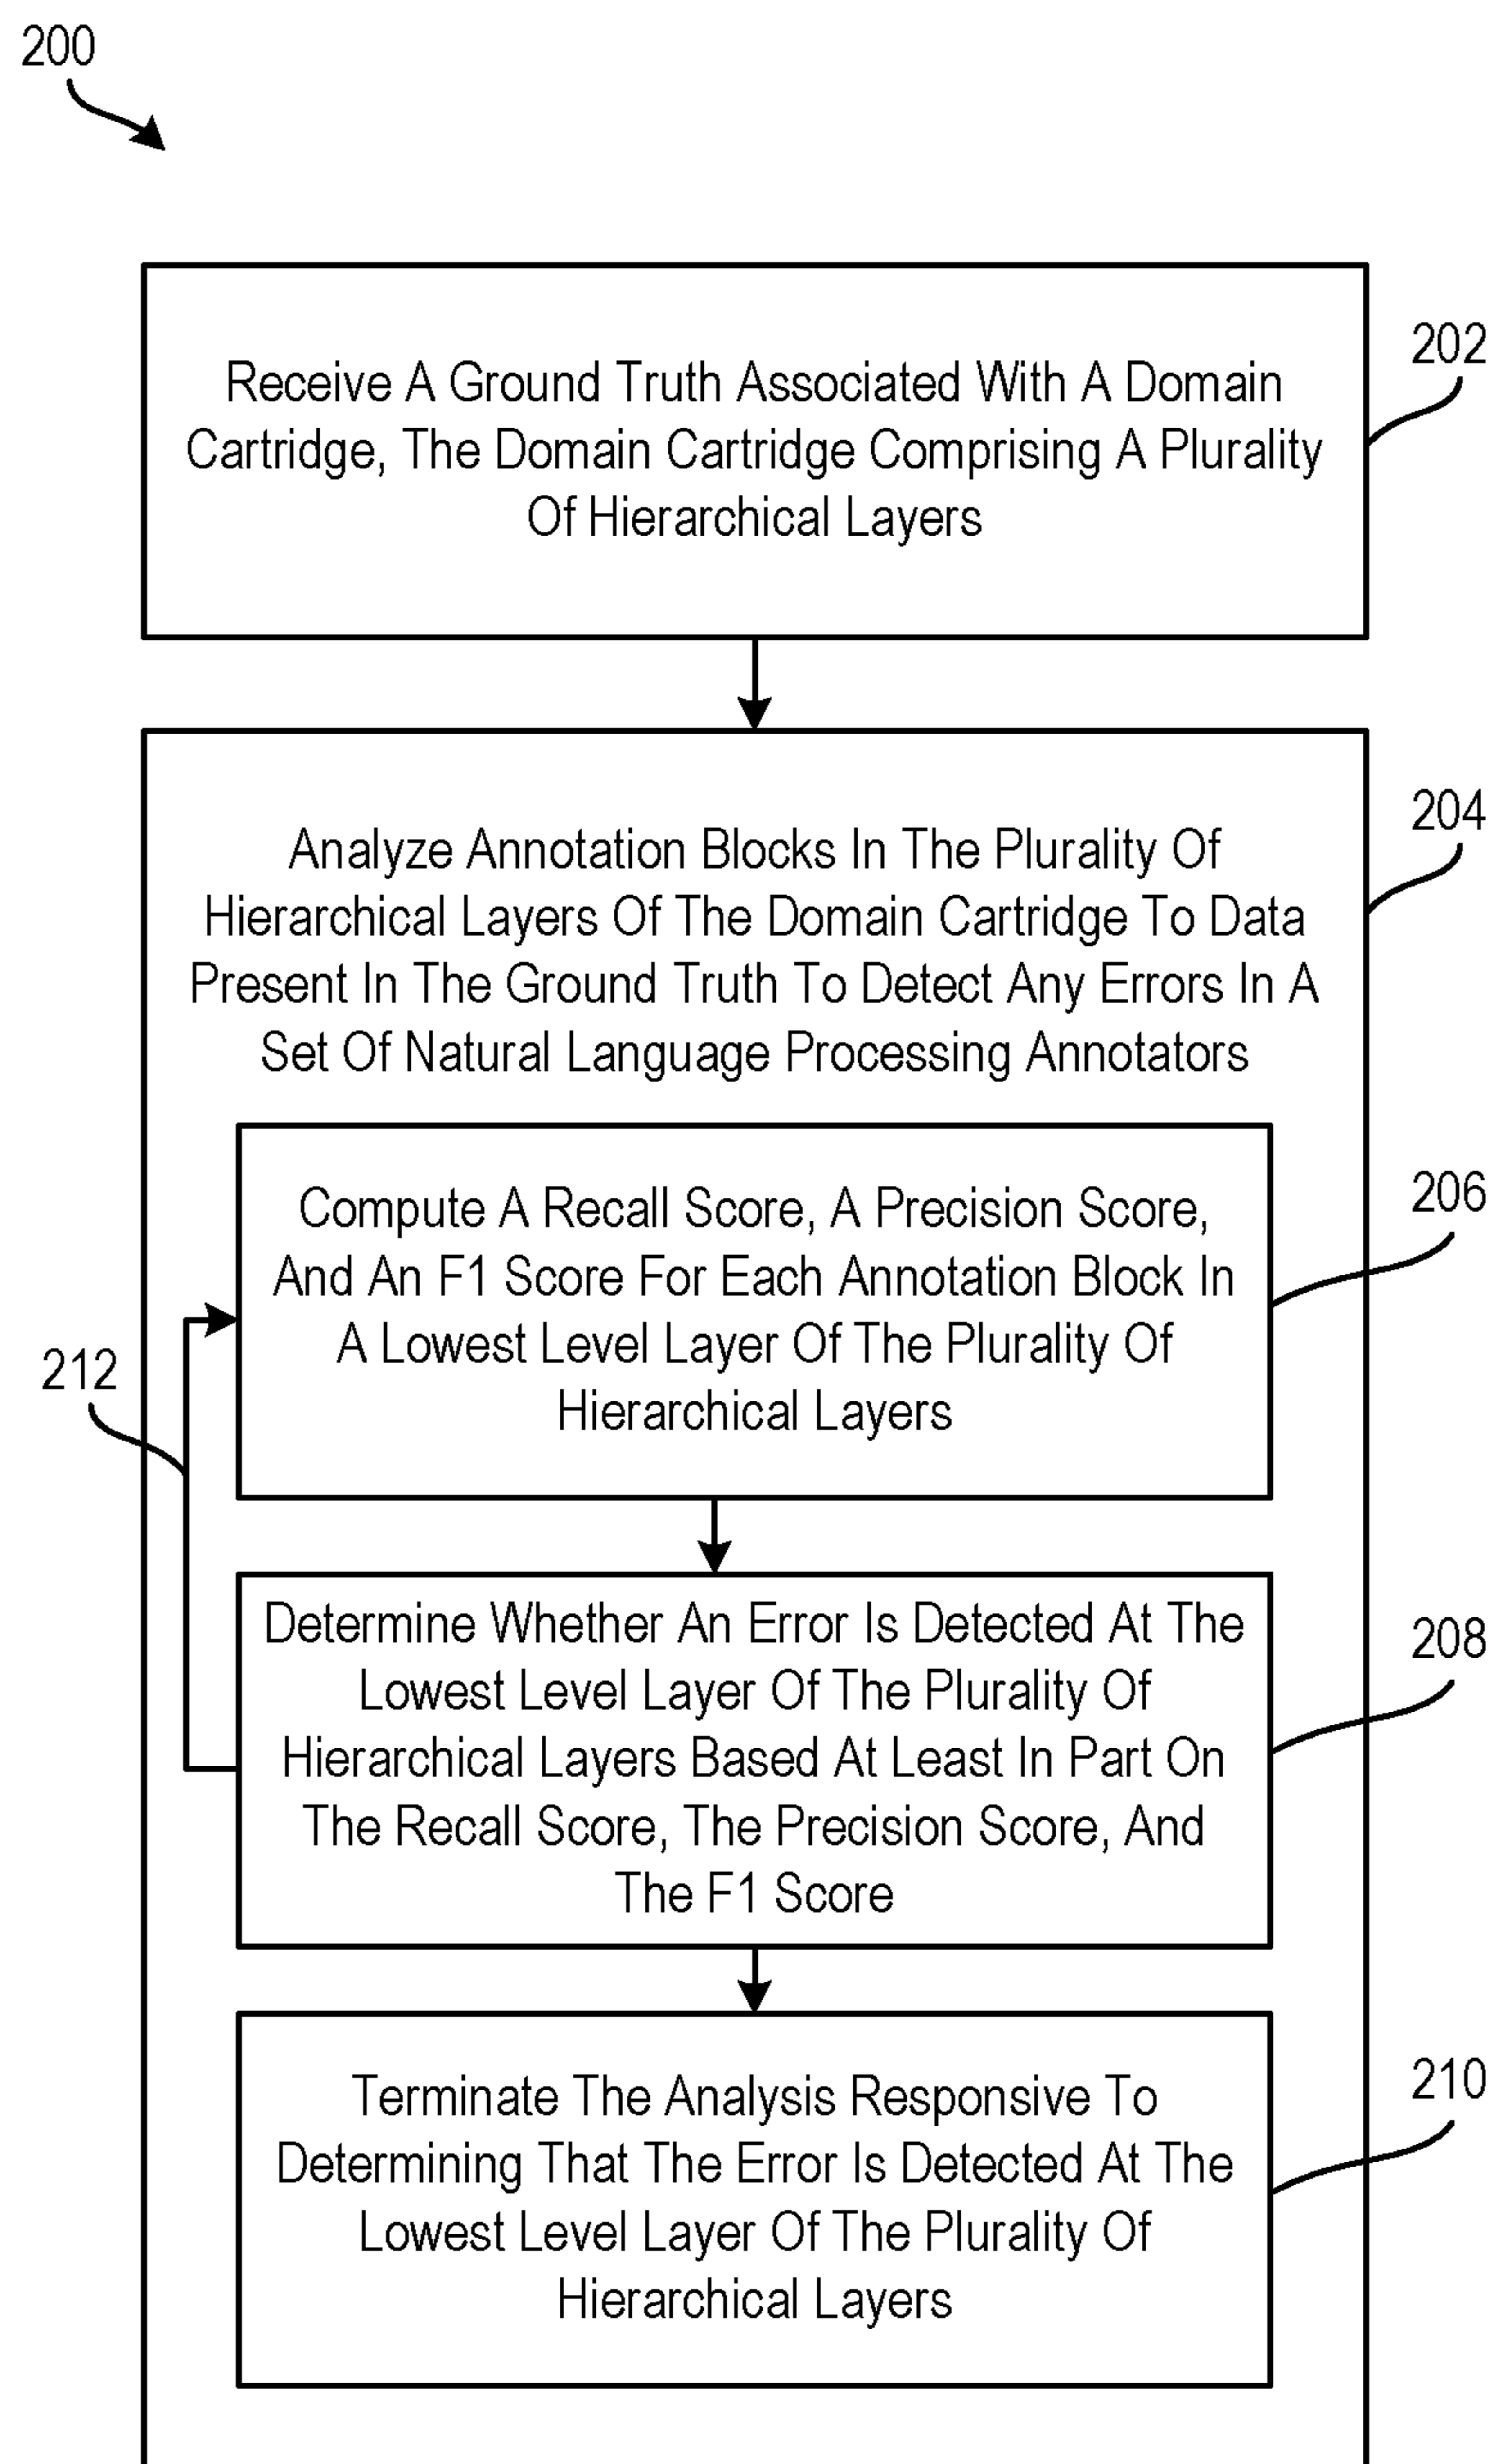 200
Receive A Ground Truth Associated With A Domain
Cartridge, The Domain Cartridge Comprising A Plurality
Of Hierarchical Layers
202
Analyze Annotation Blocks In The Plurality Of
Hierarchical Layers Of The Domain Cartridge To Data
Present In The Ground Truth To Detect Any Errors In A
Set Of Natural Language Processing Annotators
204
Compute A Recall Score, A Precision Score,
And An F1 Score For Each Annotation Block In
A Lowest Level Layer Of The Plurality Of
Hierarchical Layers
206
212
Determine Whether An Error Is Detected At The
Lowest Level Layer Of The Plurality Of
Hierarchical Layers Based At Least In Part On
The Recall Score, The Precision Score, And
The F1 Score
208
Terminate The Analysis Responsive To
Determining That The Error Is Detected At The
Lowest Level Layer Of The Plurality Of
Hierarchical Layers
210